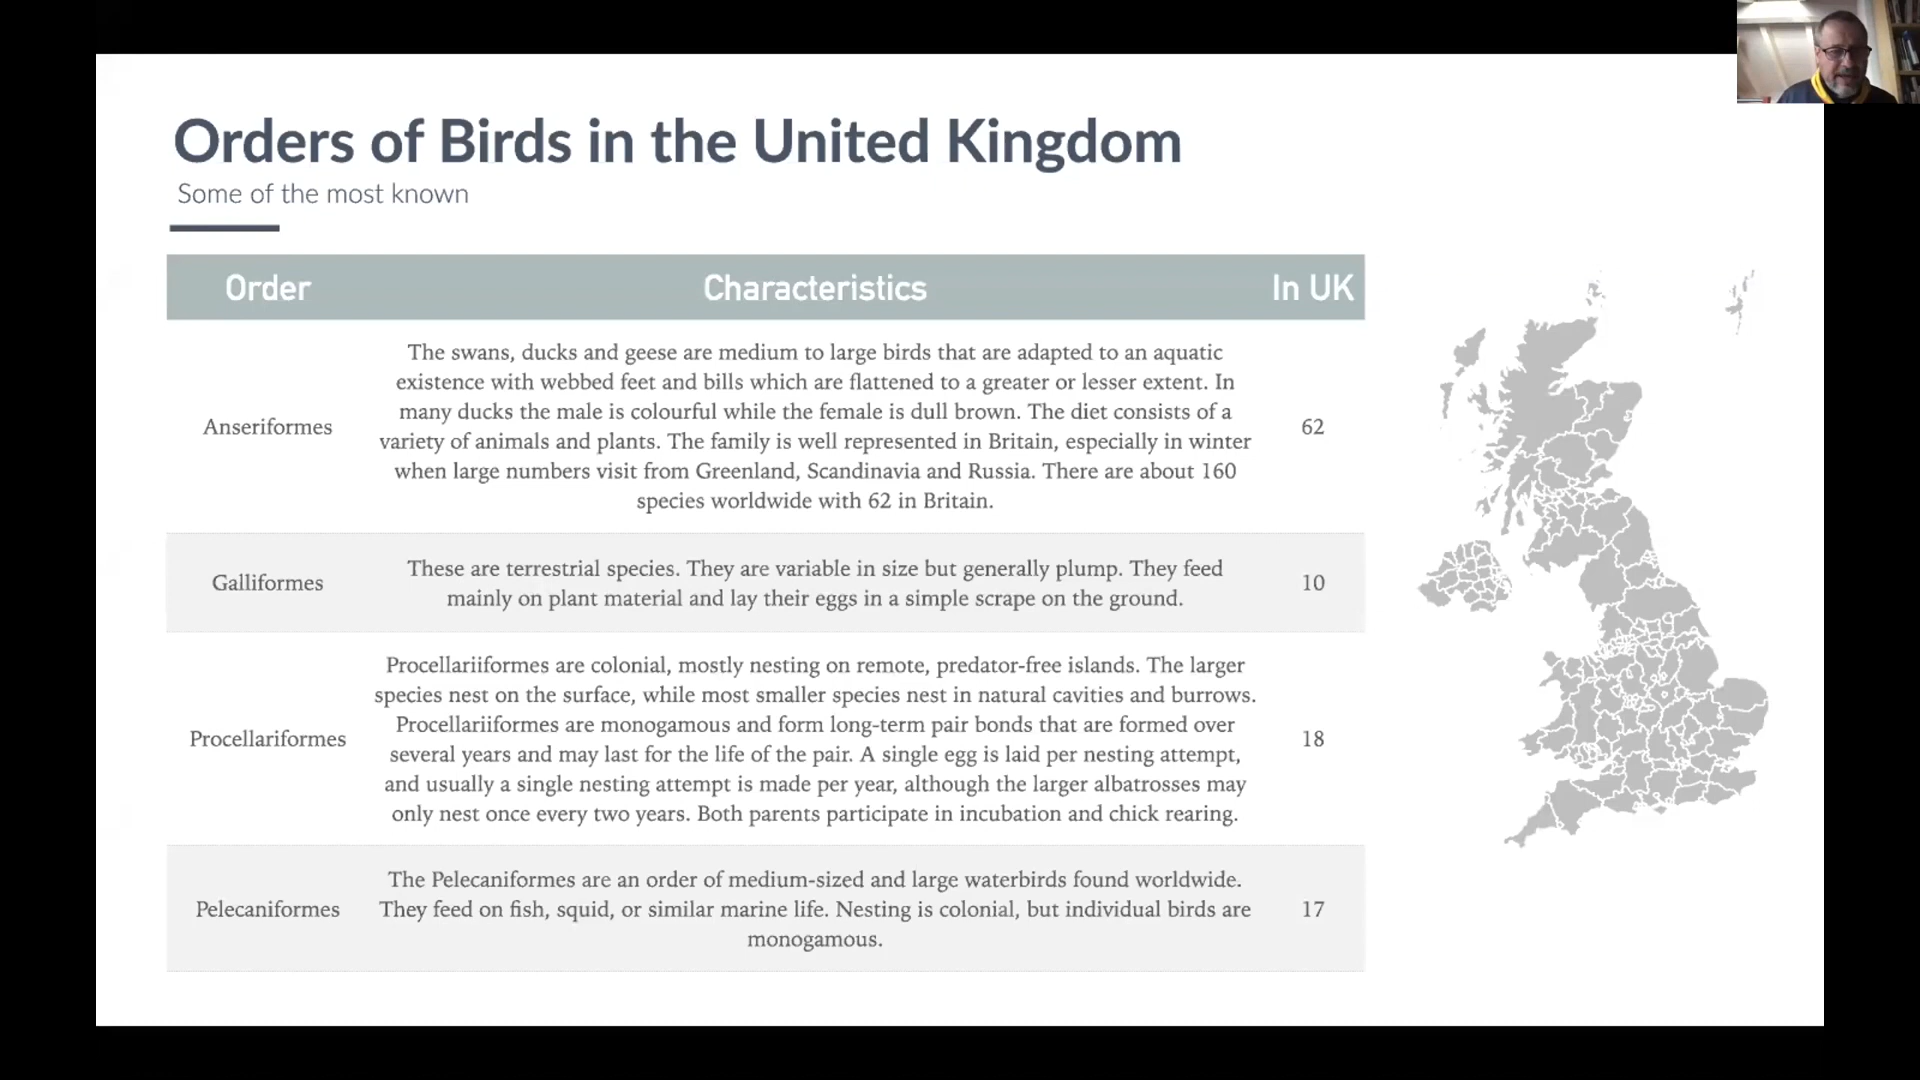 Orders of Birds in the United Kingdom
Some of the most known
Order Characteristics In UK
The swans, ducks and geese are medium to large birds that are adapted to an aquatic
existence with webbed feet and bills which are flattened to a greater or lesser extent. In
many ducks the male is colourful while the female is dull brown. The diet consists of a
Anseriformes
variety of animals and plants. The family is well represented in Britain, especially in winter
62
when large numbers visit from Greenland, Scandinavia and Russia. There are about 160
species worldwide with 62 in Britain.
Galliformes
These are terrestrial species. They are variable in size but generally plump. They feed
mainly on plant material and lay their eggs in a simple scrape on the ground.
10
Procellariiformes are colonial, mostly nesting on remote, predator-free islands. The larger
species nest on the surface, while most smaller species nest in natural cavities and burrows.
Procellariiformes are monogamous and form long-term pair bonds that are formed over
Procellariformes
several years and may last for the life of the pair. A single egg is laid per nesting attempt,
18
and usually a single nesting attempt is made per year, although the larger albatrosses may
only nest once every two years. Both parents participate in incubation and chick rearing.
The Pelecaniformes are an order of medium-sized and large waterbirds found worldwide.
Pelecaniformes
They feed on fish, squid, or similar marine life. Nesting is colonial, but individual birds are
17
monogamous.